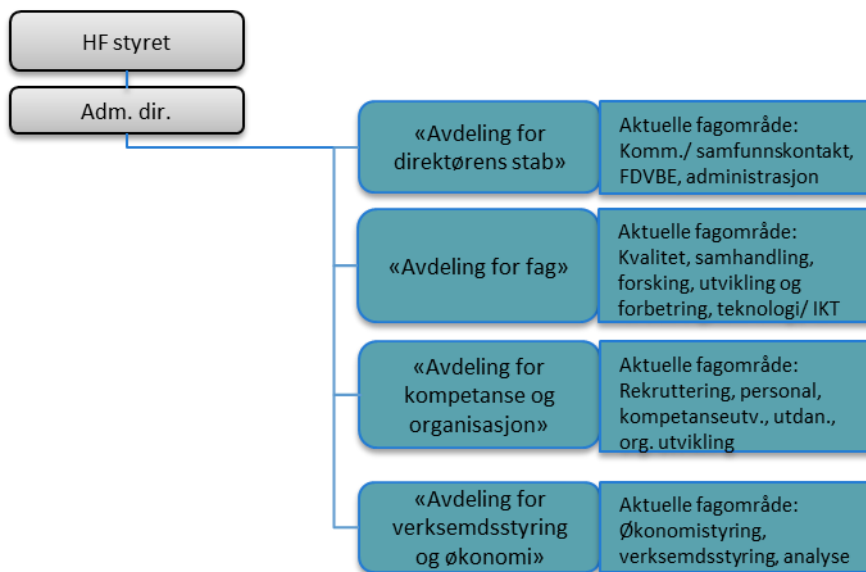 HF styret
Adm. dir.
«Avdeling for
direktørens stab»
Aktuelle fagområde:
Komm./ samfunnskontakt,
FDVBE, administrasjon
«Avdeling for fag»
Aktuelle fagområde:
Kvalitet, samhandling,
forsking, utvikling og
forbetring, teknologi/ IKT
«Avdeling for
kompetanse og
organisasjon»
Aktuelle fagområde:
Rekruttering, personal,
kompetanseutv., utdan.,
org. utvikling
«Avdeling for
verksemdsstyring
og økonomi»
Aktuelle fagområde:
Økonomistyring,
verksemdsstyring, analyse